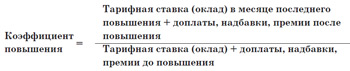 Тарифная ставка (оклад) в месяце последнего
повышения + доплаты, надбавки, премии после
повышения
Коэффициент
повышения
=
Тарифная ставка (оклад) + доплаты, надбавки,
премии до повышения